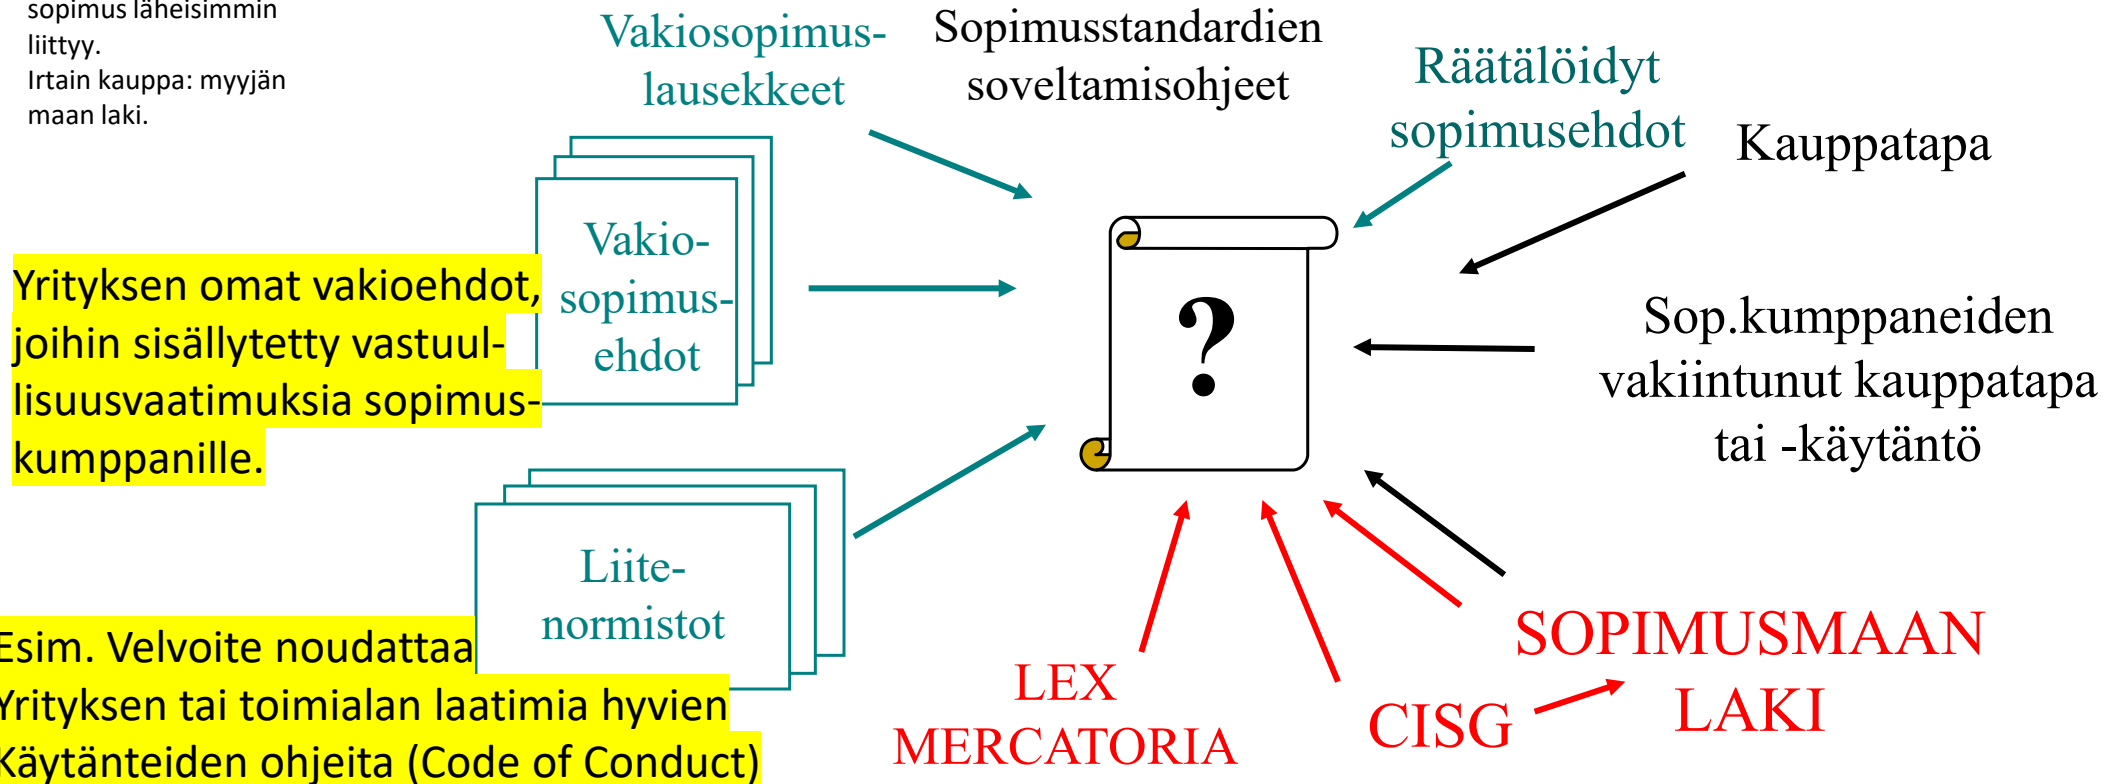 sopimus läheisimmin
liittyy.
Irtain kauppa: myyjän
maan laki.
Vakiosopimus-
lausekkeet
Sopimusstandardien
soveltamisohjeet
Räätälöidyt
sopimusehdot
Kauppatapa
Vakio-
sopimus-
ehdot
Yrityksen omat vakioehdot,
joihin sisällytetty vastuul-
lisuusvaatimuksia sopimus-
kumppanille.
?
Sop.kumppaneiden
vakiintunut kauppatapa
tai -käytäntö
Liite-
normistot
Esim. Velvoite noudattaa
Yrityksen tai toimialan laatimia hyvien
Käytänteiden ohjeita (Code of Conduct)
LEX
MERCATORIA
CISG
SOPIMUSMAAN
LAKI